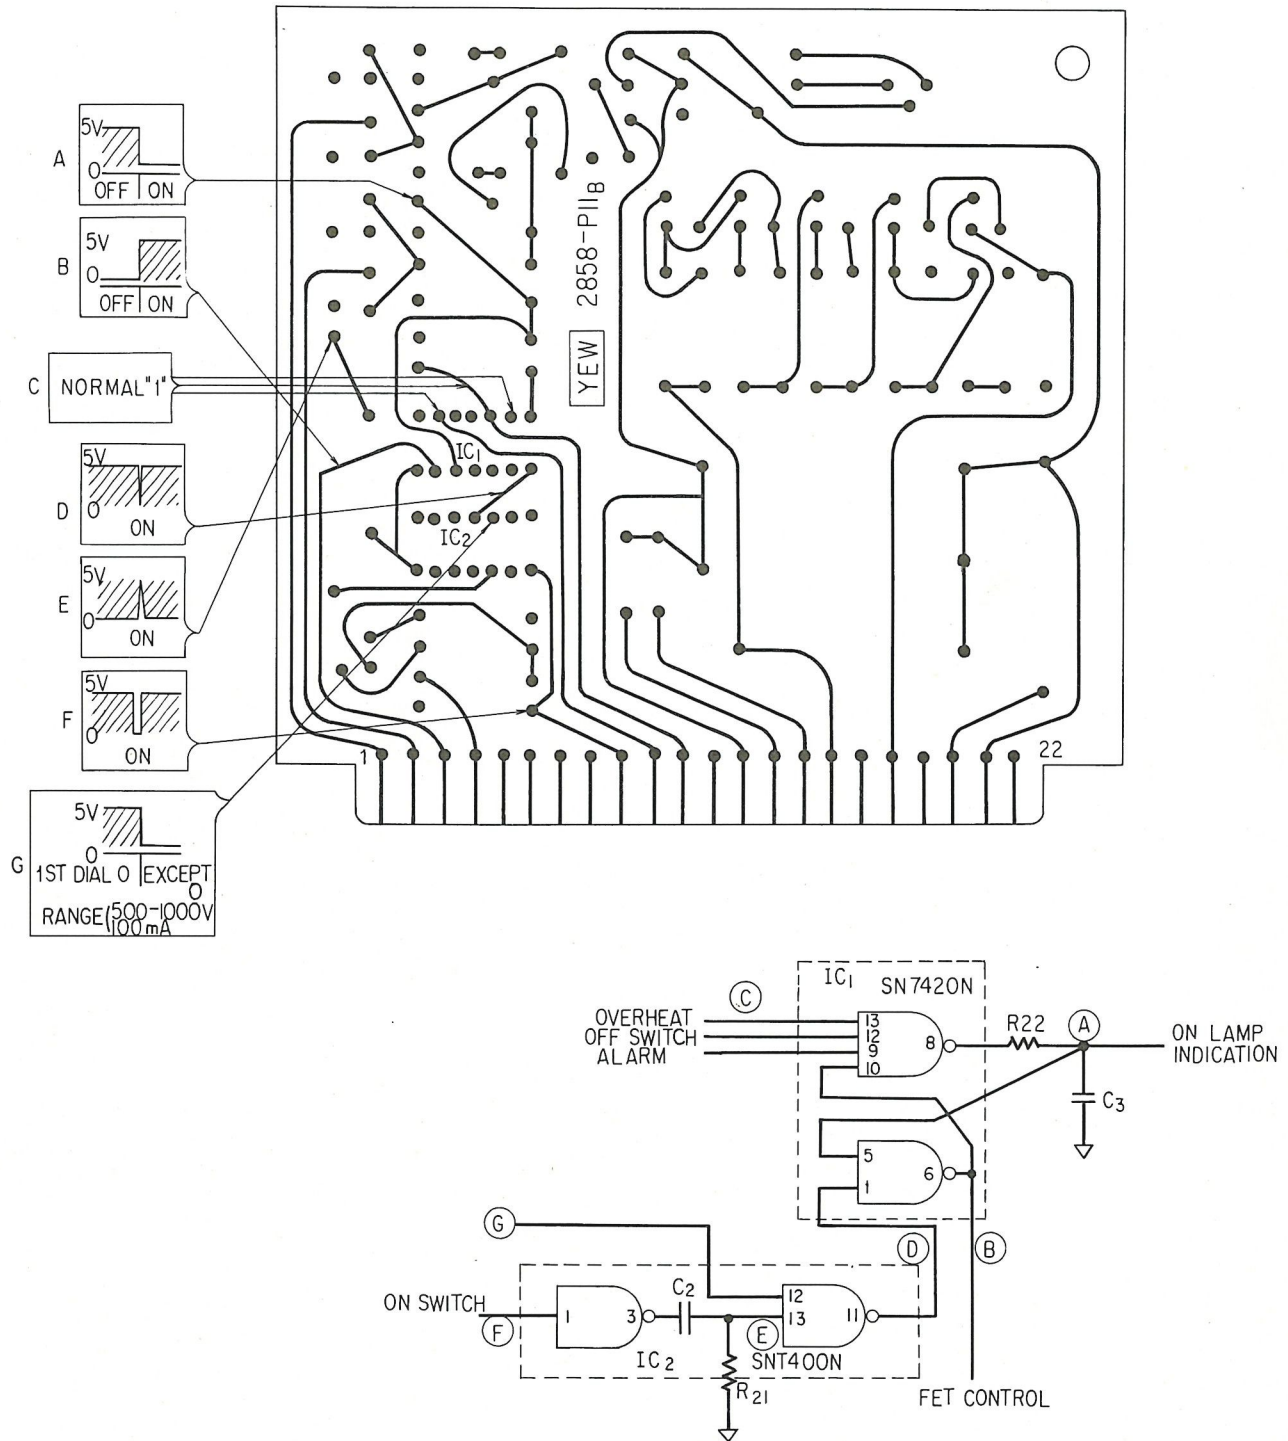 A
5V
0
OFF ON
B
5V
0
OFF ON
C
NORMAL "1"
D
5V
0
ON
E
5V
0
ON
F
5V
0
ON
G
5V
0
1ST DIAL 0 EXCEPT
0
RANGE (500-1000V
100mA
2858-P11B
YEW
IC1
IC2
1
22
IC1
SN7420N
C
OVERHEAT
OFF SWITCH
ALARM
13
12
9
10
8
R22
A
ON LAMP
INDICATION
C3
5
1
6
G
D
B
ON SWITCH
F
1
3
C2
12
13
11
E
IC2
SNT400N
R21
FET CONTROL